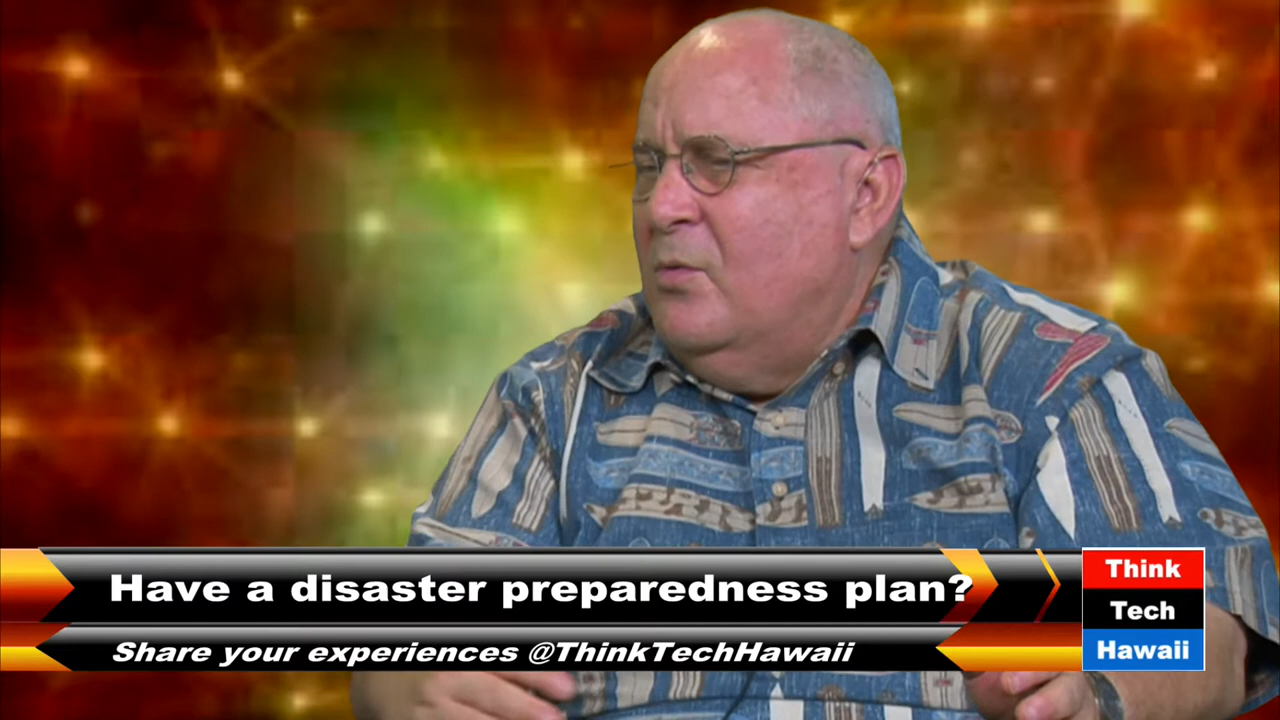 Have a disaster preparedness plan?
Share your experiences @ThinkTechHawaii
Think
Tech
Hawaii